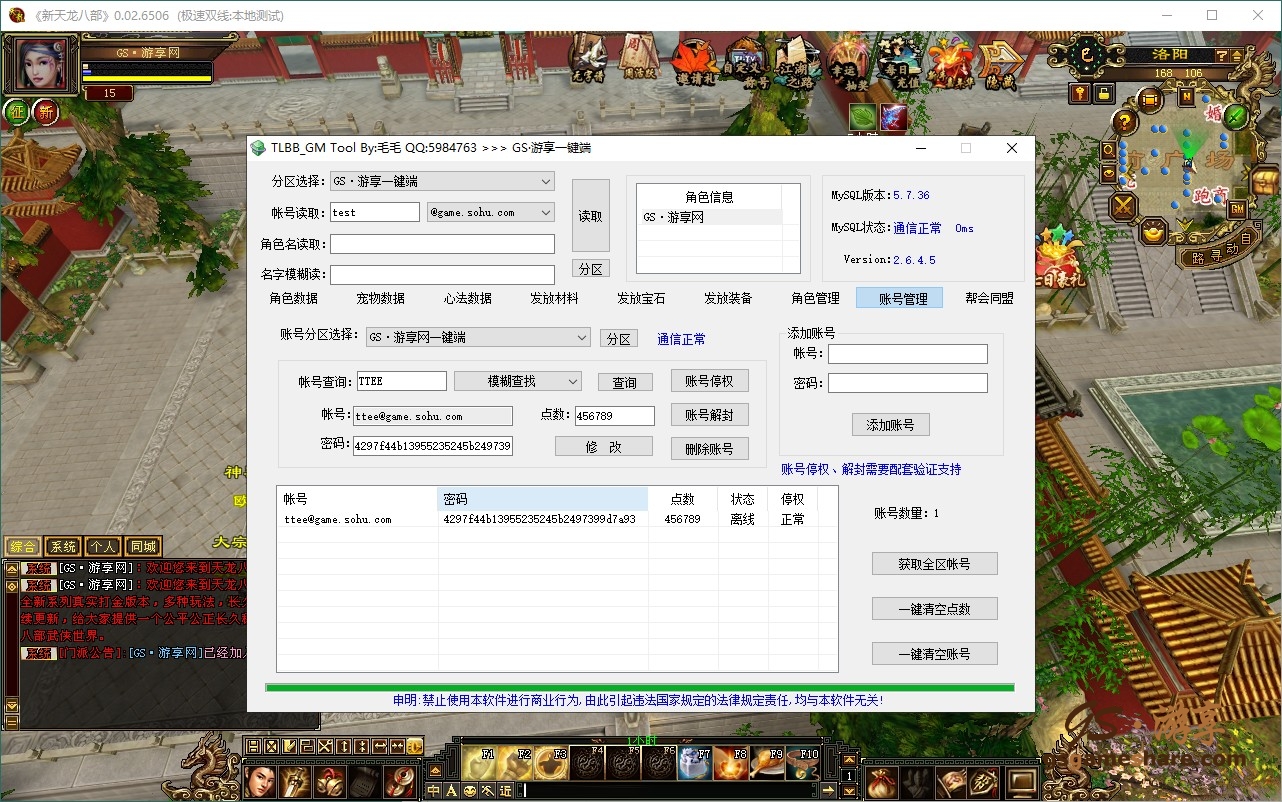 《新天龙八部》0.02.6506 (极速双线:本地测试)
GS·游享网
15
征
新
洛阳
168 106
TLBB_GM Tool By:毛毛 QQ:5984763 >>> GS·游享一键端
分区选择:
GS·游享一键端
帐号读取:
test
@game.sohu.com
读取
角色名读取:
名字模糊读:
分区
角色信息
GS·游享网
MySQL版本:5.7.36
MySQL状态:通信正常 0ms
Version:2.6.4.5
角色数据 宠物数据 心法数据 发放材料 发放宝石 发放装备 角色管理 账号管理 帮会同盟
账号分区选择:
GS·游享网一键端
分区
通信正常
帐号查询:
TTEE
模糊查找
查询
账号停权
帐号:
ttee@game.sohu.com
点数:
456789
账号解封
密码:
4297f44b13955235245b249739
修 改
删除账号
添加账号
帐号:
密码:
添加账号
账号停权、解封需要配套验证支持
帐号 密码 点数 状态 停权
ttee@game.sohu.com 4297f44b13955235245b2497399d7a93 456789 离线 正常
账号数量:1
获取全区帐号
一键清空点数
一键清空账号
申明:禁止使用本软件进行商业行为,由此引起违法国家规定的法律规定责任,均与本软件无关!
综合 系统 个人 同城
系统 [GS·游享网]:欢迎您来到天龙八
系统 [GS·游享网]:欢迎您来到天龙八
全新系列真实打金版本，多种玩法，长久
续更新，给大家提供一个公平公正长久稳
八部武侠世界。
系统 [门派公告]:[GS·游享网]已经加入
1小时
F1 F2 F3 F4 F5 F6 F7 F8 F9 F10
1
游享
game-hare.com